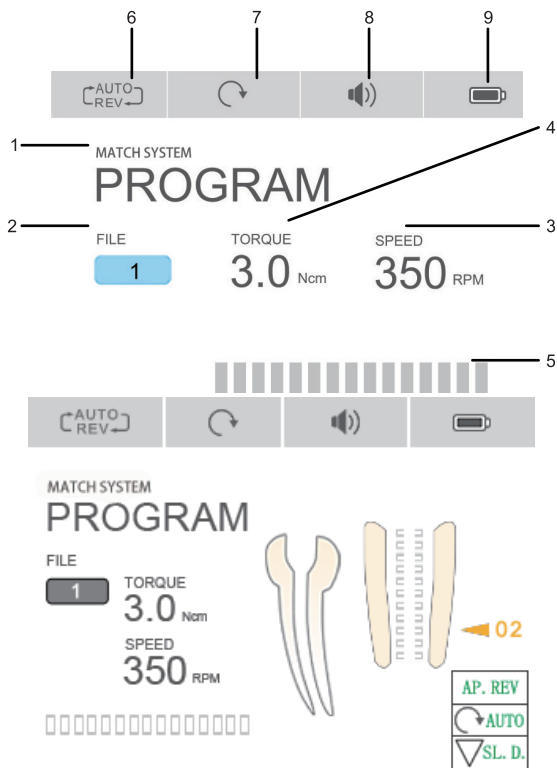 6 7 8 9
AUTO
REV
4
1
MATCH SYSTEM
PROGRAM
2
3
FILE TORQUE SPEED
1 3.0 Ncm 350 RPM
5
AUTO
REV
MATCH SYSTEM
PROGRAM
FILE
1
TORQUE
3.0 Ncm
SPEED
350 RPM
02
AP. REV
AUTO
SL. D.